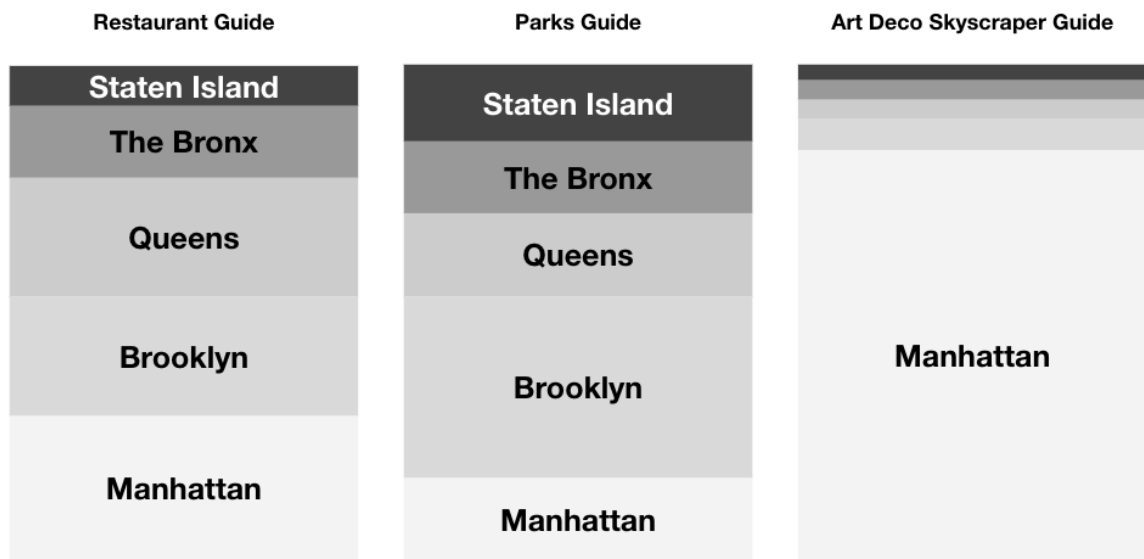 Restaurant Guide
Staten Island
The Bronx
Queens
Brooklyn
Manhattan
Parks Guide
Staten Island
The Bronx
Queens
Brooklyn
Manhattan
Art Deco Skyscraper Guide
Manhattan